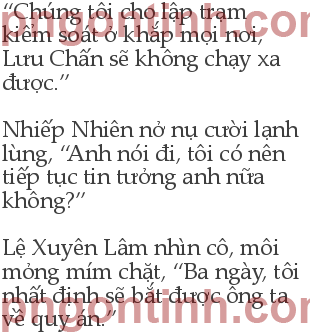 “Chúng tôi cho lập trạm
kiểm soát ở khắp mọi nơi,
Lưu Chấn sẽ không chạy xa
được.”
Nhiếp Nhiên nở nụ cười lạnh
lùng, “Anh nói đi, tôi có nên
tiếp tục tin tưởng anh nữa
không?”
Lệ Xuyên Lâm nhìn cô, môi
mỏng mím chặt, “Ba ngày, tôi
nhất định sẽ bắt được ông ta
về quy án.”
pmgontinh.com
pmgontinh.com